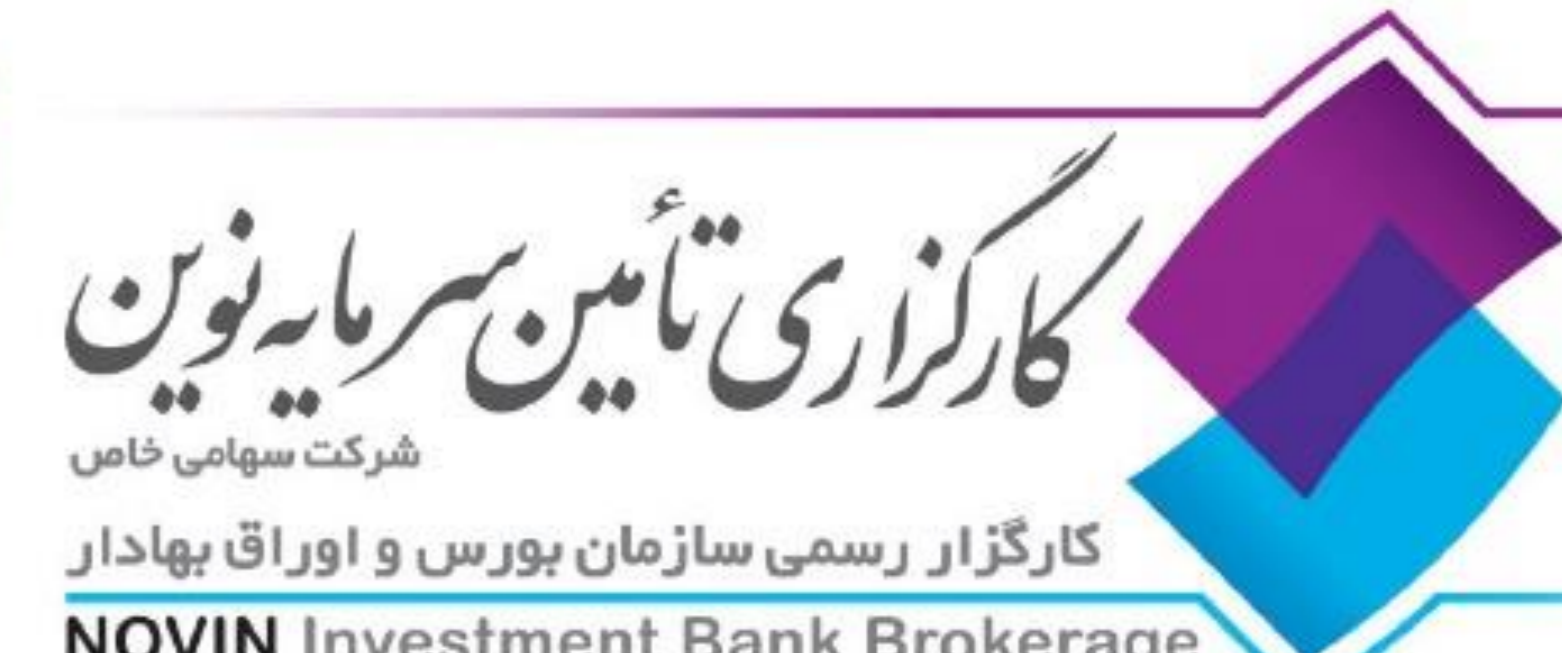 کارگزاری تأمین سرمایه نوین
شرکت سهامی خاص
کارگزار رسمی سازمان بورس و اوراق بهادار
NOVIN Investment Bank Brokerage